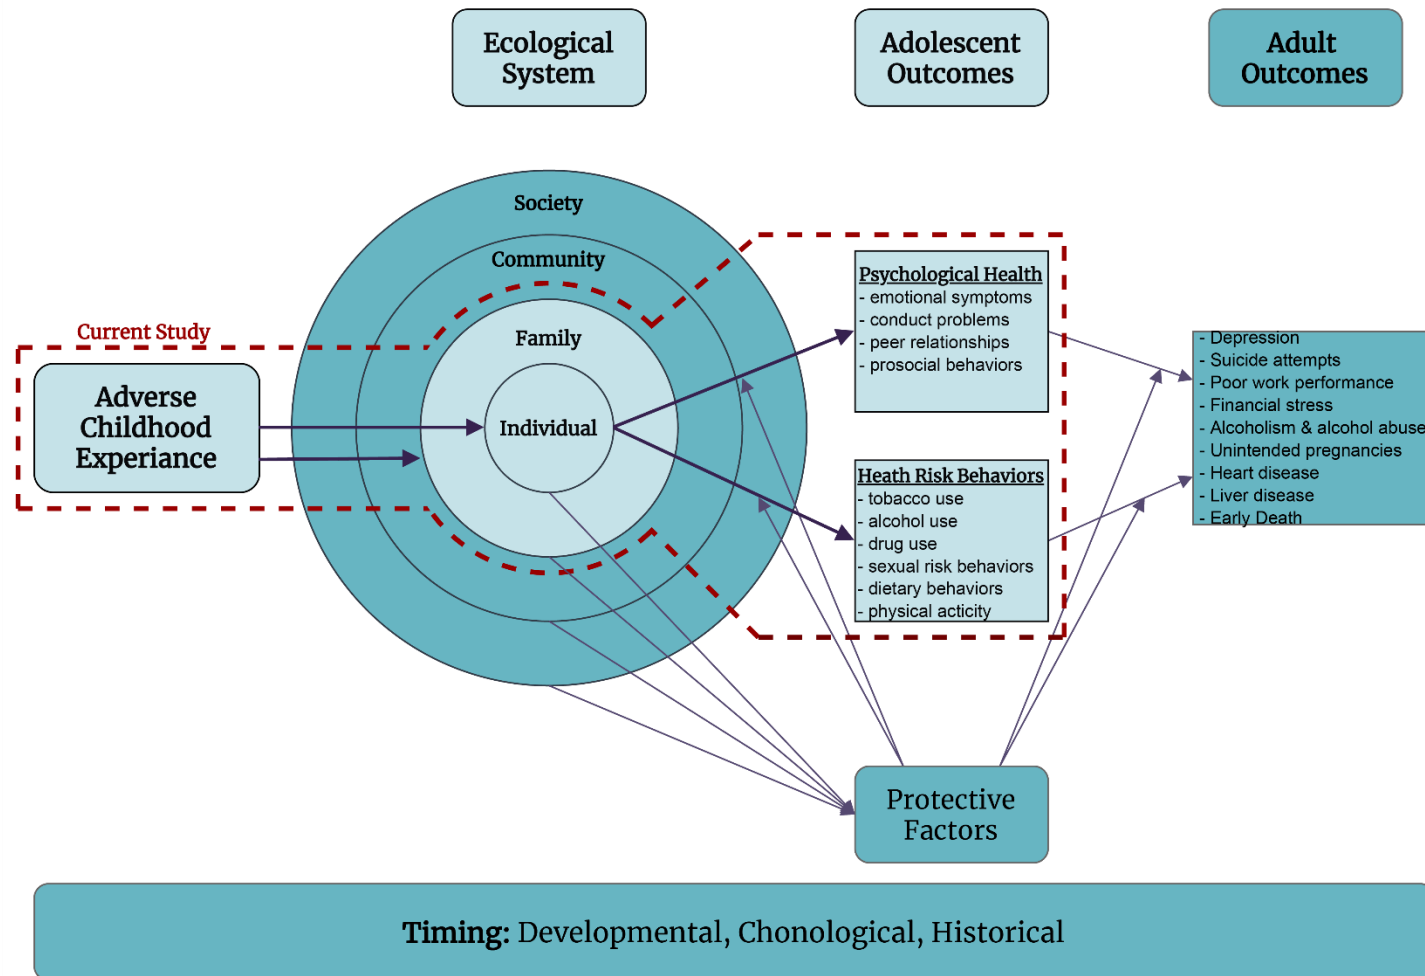 Ecological
System
Adolescent
Outcomes
Adult
Outcomes
Society
Community
Family
Individual
Current Study
Adverse
Childhood
Experiance
Psychological Health
- emotional symptoms
- conduct problems
- peer relationships
- prosocial behaviors
Heath Risk Behaviors
- tobacco use
- alcohol use
- drug use
- sexual risk behaviors
- dietary behaviors
- physical acticity
- Depression
- Suicide attempts
- Poor work performance
- Financial stress
- Alcoholism & alcohol abuse
- Unintended pregnancies
- Heart disease
- Liver disease
- Early Death
Protective
Factors
Timing: Developmental, Chonological, Historical